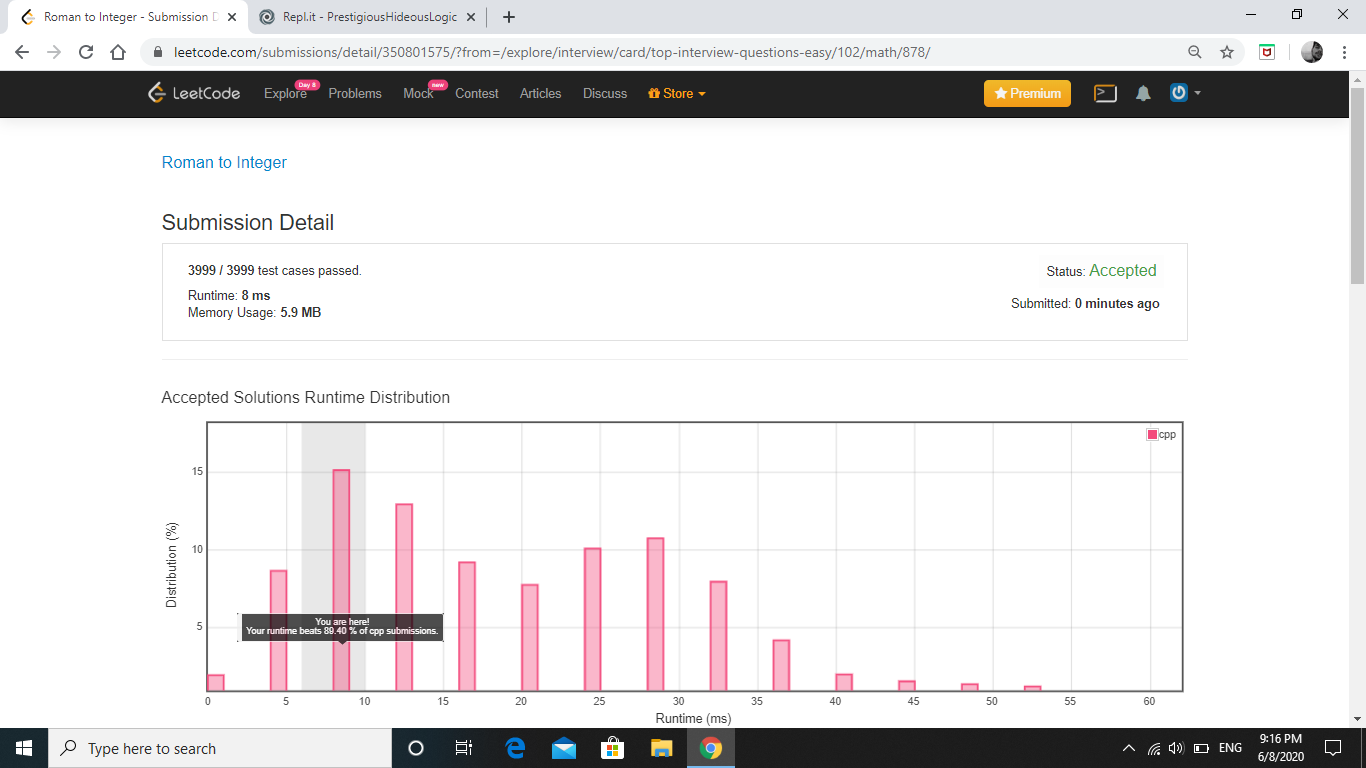 Roman to Integer - Submission D
Repl.it - PrestigiousHideousLogic
leetcode.com/submissions/detail/350801575/?from=/explore/interview/card/top-interview-questions-easy/102/math/878/
LeetCode
Explore
Day 8
Problems
Mock
new
Contest
Articles
Discuss
Store
Premium
Roman to Integer
Submission Detail
3999 / 3999 test cases passed.
Status: Accepted
Runtime: 8 ms
Submitted: 0 minutes ago
Memory Usage: 5.9 MB
Accepted Solutions Runtime Distribution
cpp
15
10
5
Distribution (%)
You are here!
Your runtime beats 89.40 % of cpp submissions.
0 5 10 15 20 25 30 35 40 45 50 55 60
Runtime (ms)
Type here to search
ENG
9:16 PM
6/8/2020